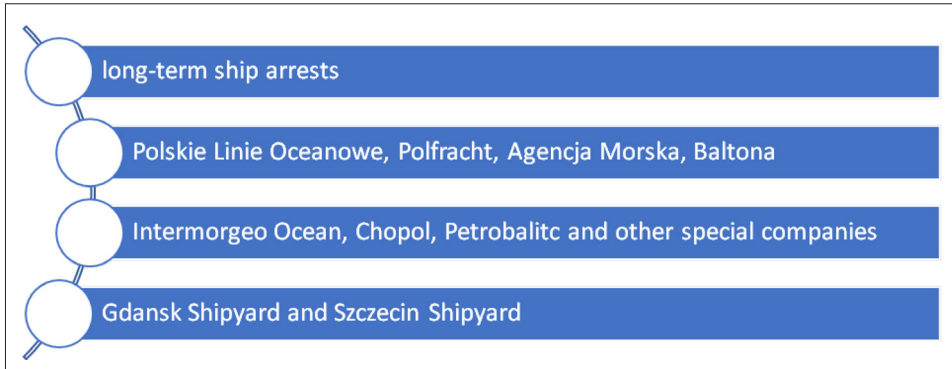 long-term ship arrests
Polskie Linie Oceanowe, Polfracht, Agencja Morska, Baltona
Intermorgeo Ocean, Chopol, Petrobalitc and other special companies
Gdansk Shipyard and Szczecin Shipyard